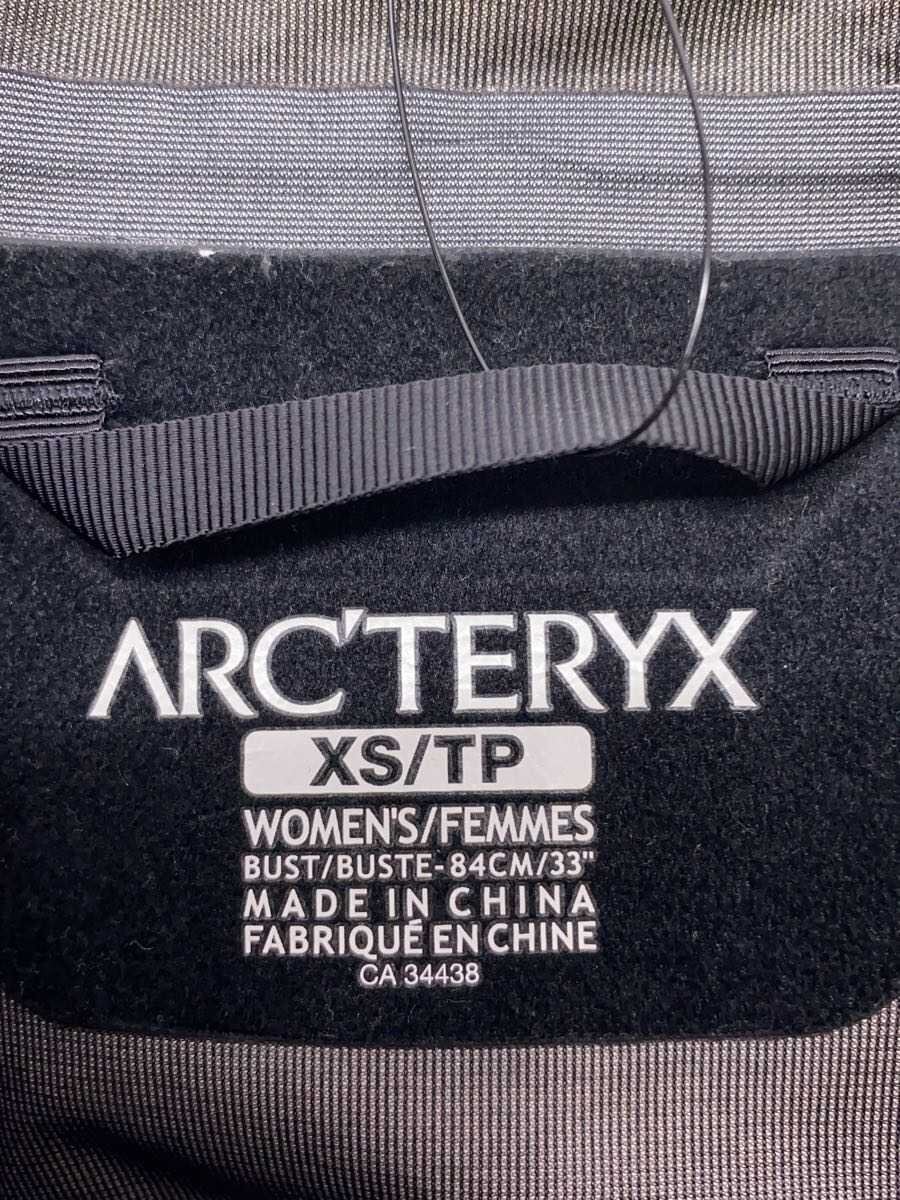 ARC'TERYX
XS/TP
WOMEN'S/FEMMES
BUST/BUSTE-84CM/33"
MADE IN CHINA
FABRIQUÉ EN CHINE
CA 34438